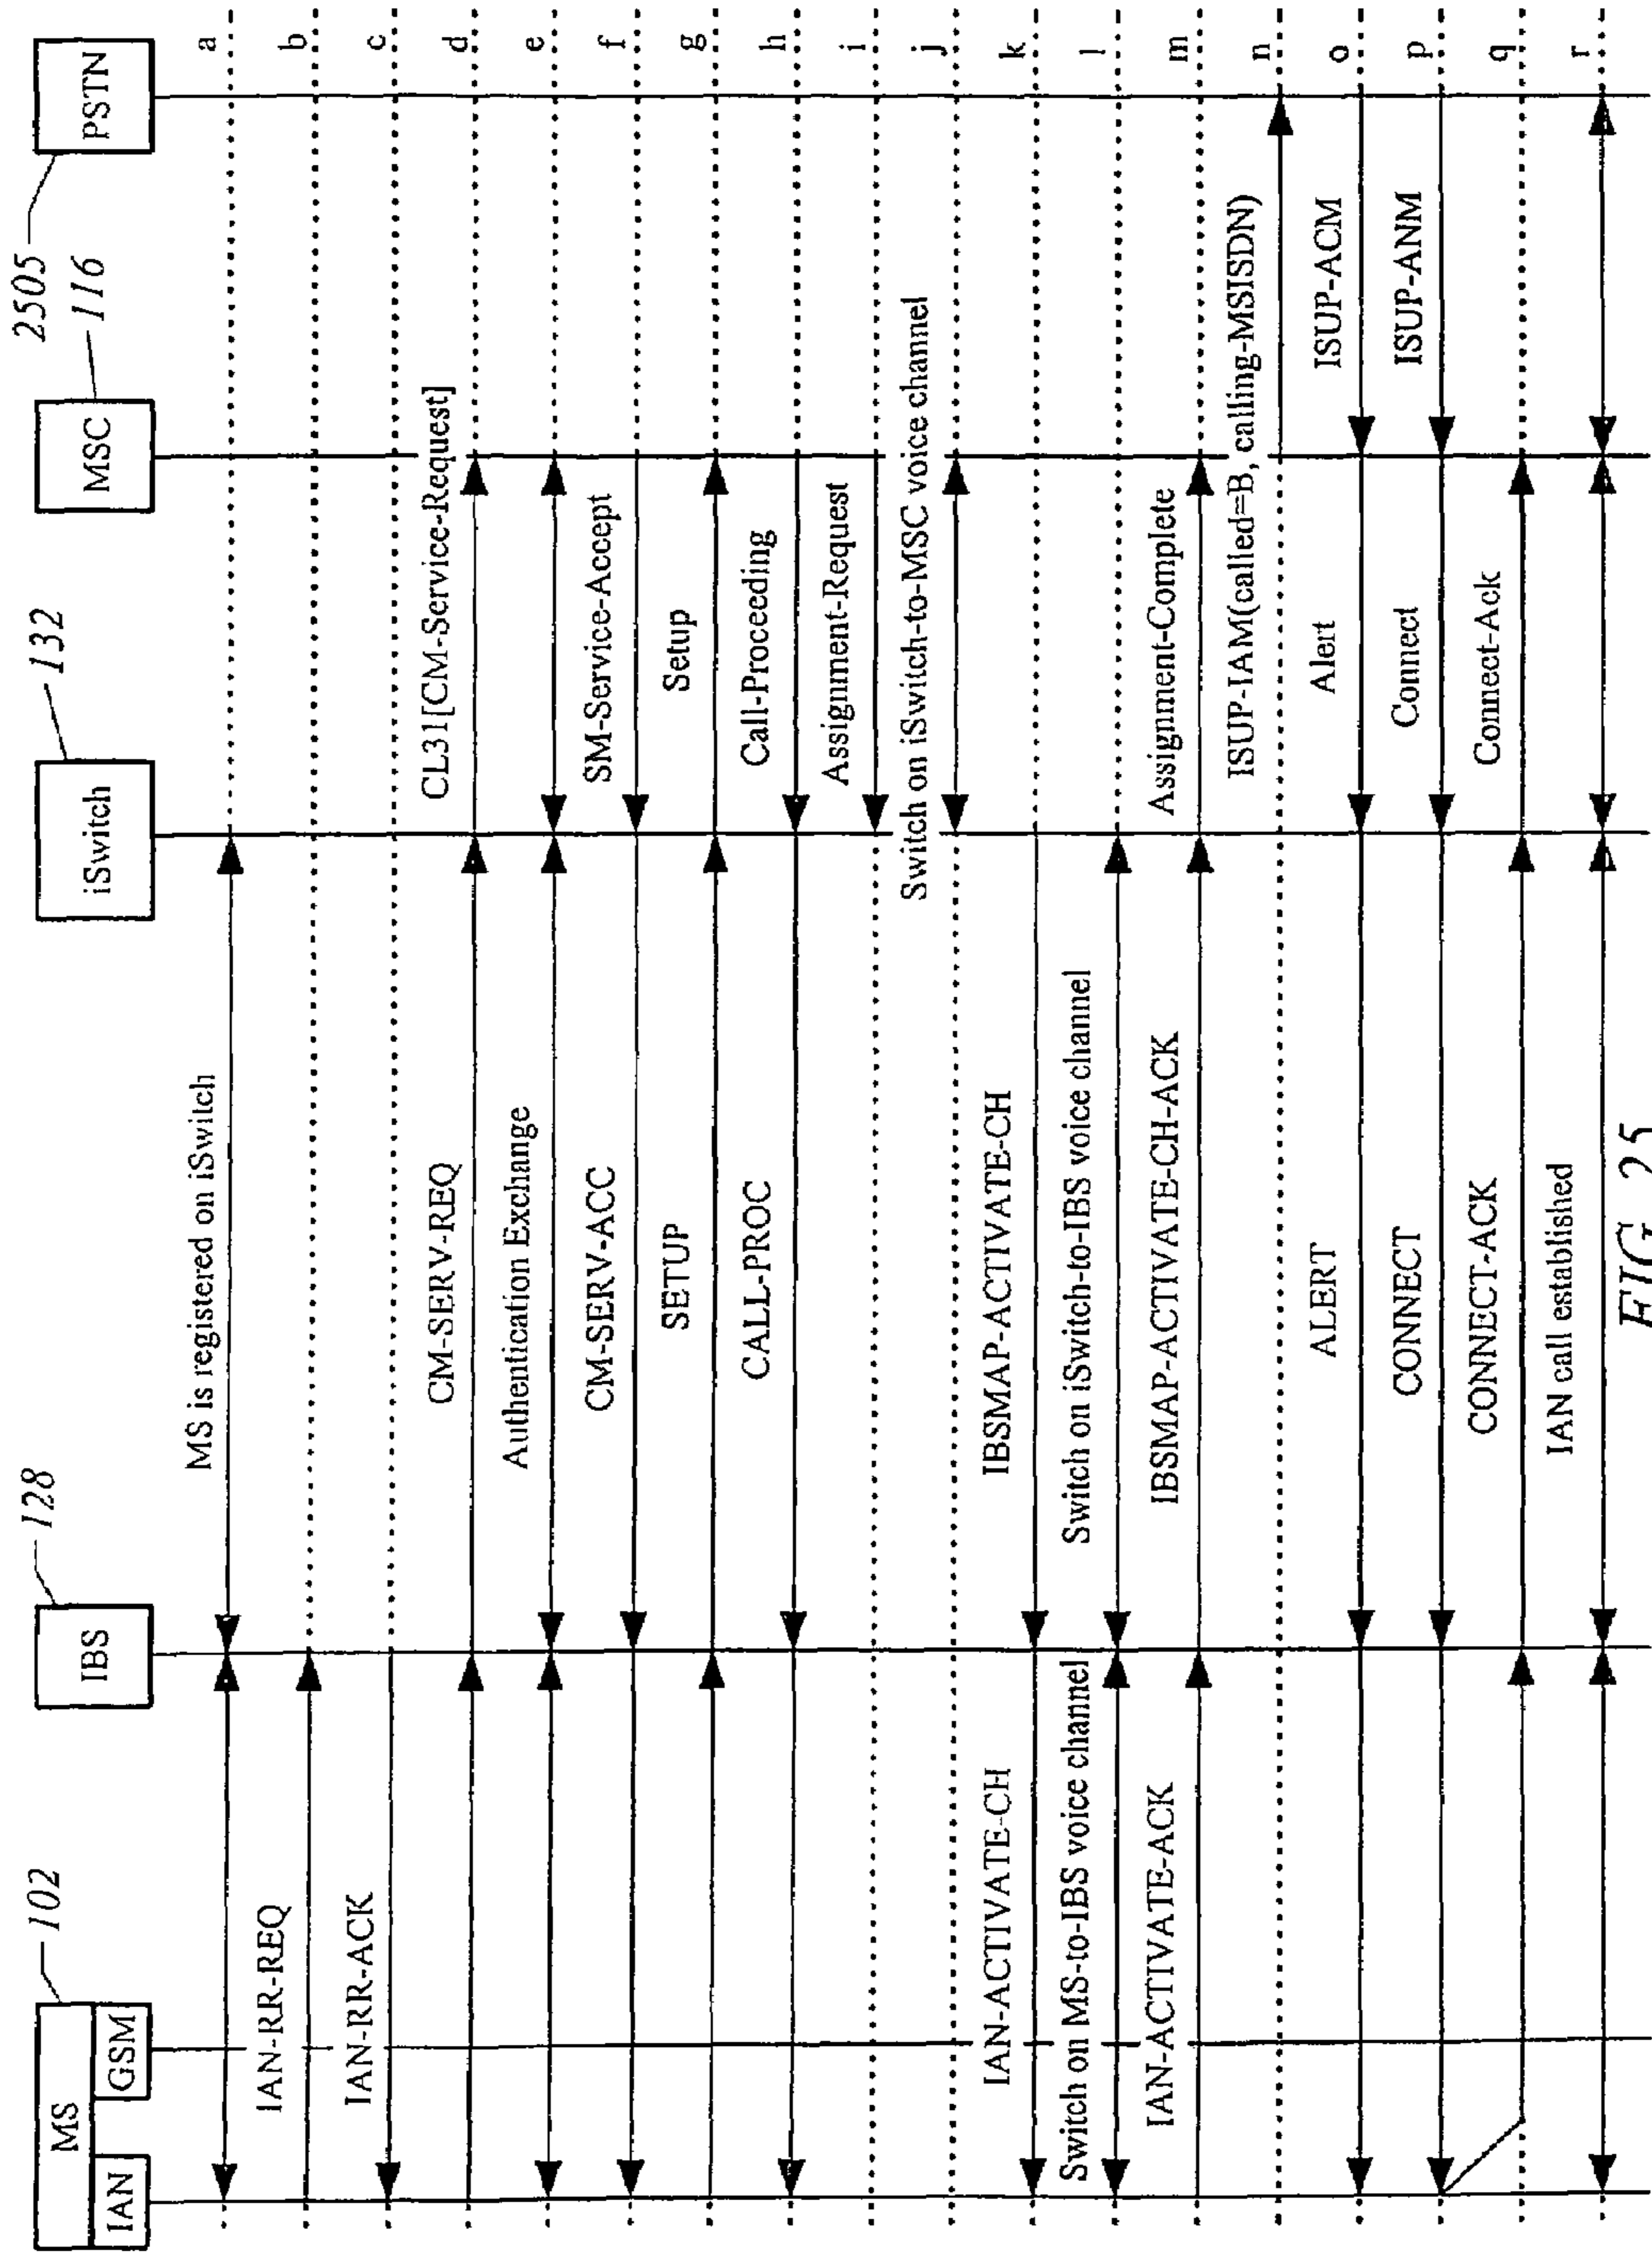 2505
102
128
132
116
MS
IAN
GSM
IBS
iSwitch
MSC
PSTN
MS is registered on iSwitch
a
IAN-RR-REQ
b
IAN-RR-ACK
c
CM-SERV-REQ
CL31[CM-Service-Request]
d
Authentication Exchange
e
CM-SERV-ACC
SM-Service-Accept
f
SETUP
Setup
g
CALL-PROC
Call-Proceeding
h
Assignment-Request
i
Switch on iSwitch-to-MSC voice channel
j
IAN-ACTIVATE-CH
IBSMAP-ACTIVATE-CH
k
Switch on MS-to-IBS voice channel
Switch on iSwitch-to-IBS voice channel
l
IAN-ACTIVATE-ACK
IBSMAP-ACTIVATE-CH-ACK
Assignment-Complete
m
ISUP-IAM(called=B, calling-MSISDN)
n
ALERT
Alert
ISUP-ACM
o
CONNECT
Connect
ISUP-ANM
p
CONNECT-ACK
Connect-Ack
q
IAN call established
r
FIG. 25